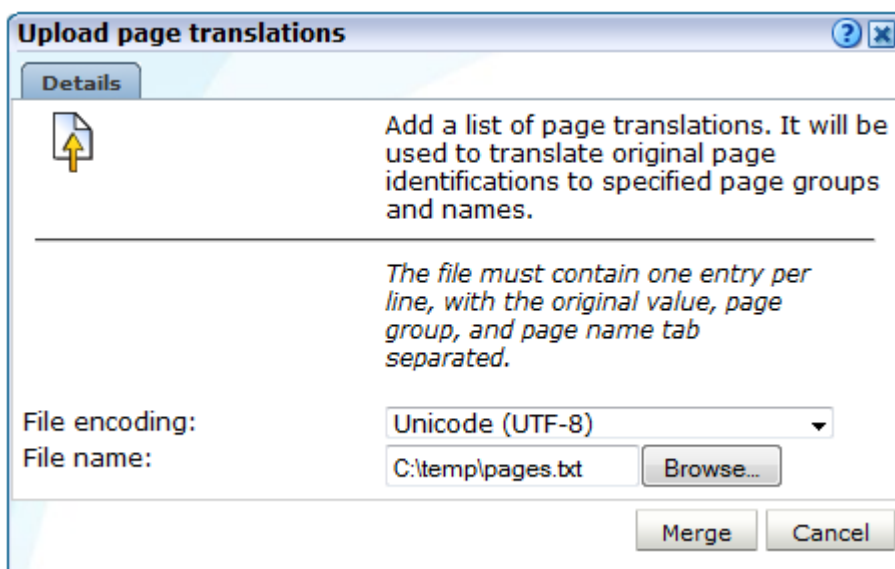 Upload page translations
Details
Add a list of page translations. It will be
used to translate original page
identifications to specified page groups
and names.
The file must contain one entry per
line, with the original value, page
group, and page name tab
separated.
File encoding:
Unicode (UTF-8)
File name:
C:\temp\pages.txt
Browse...
Merge
Cancel